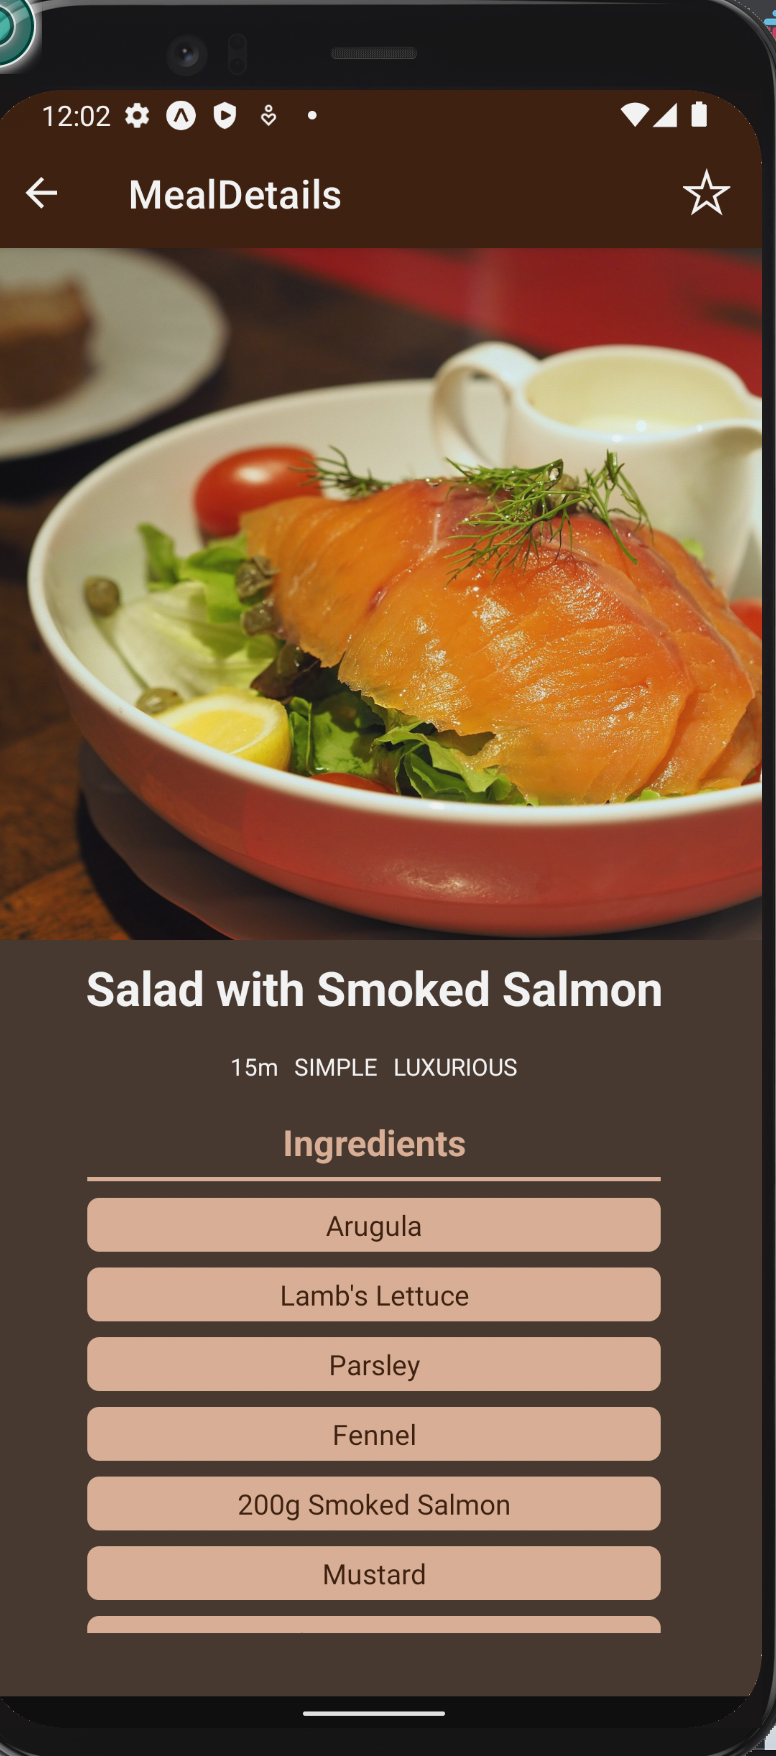 12:02
MealDetails
Salad with Smoked Salmon
15m SIMPLE LUXURIOUS
Ingredients
Arugula
Lamb's Lettuce
Parsley
Fennel
200g Smoked Salmon
Mustard